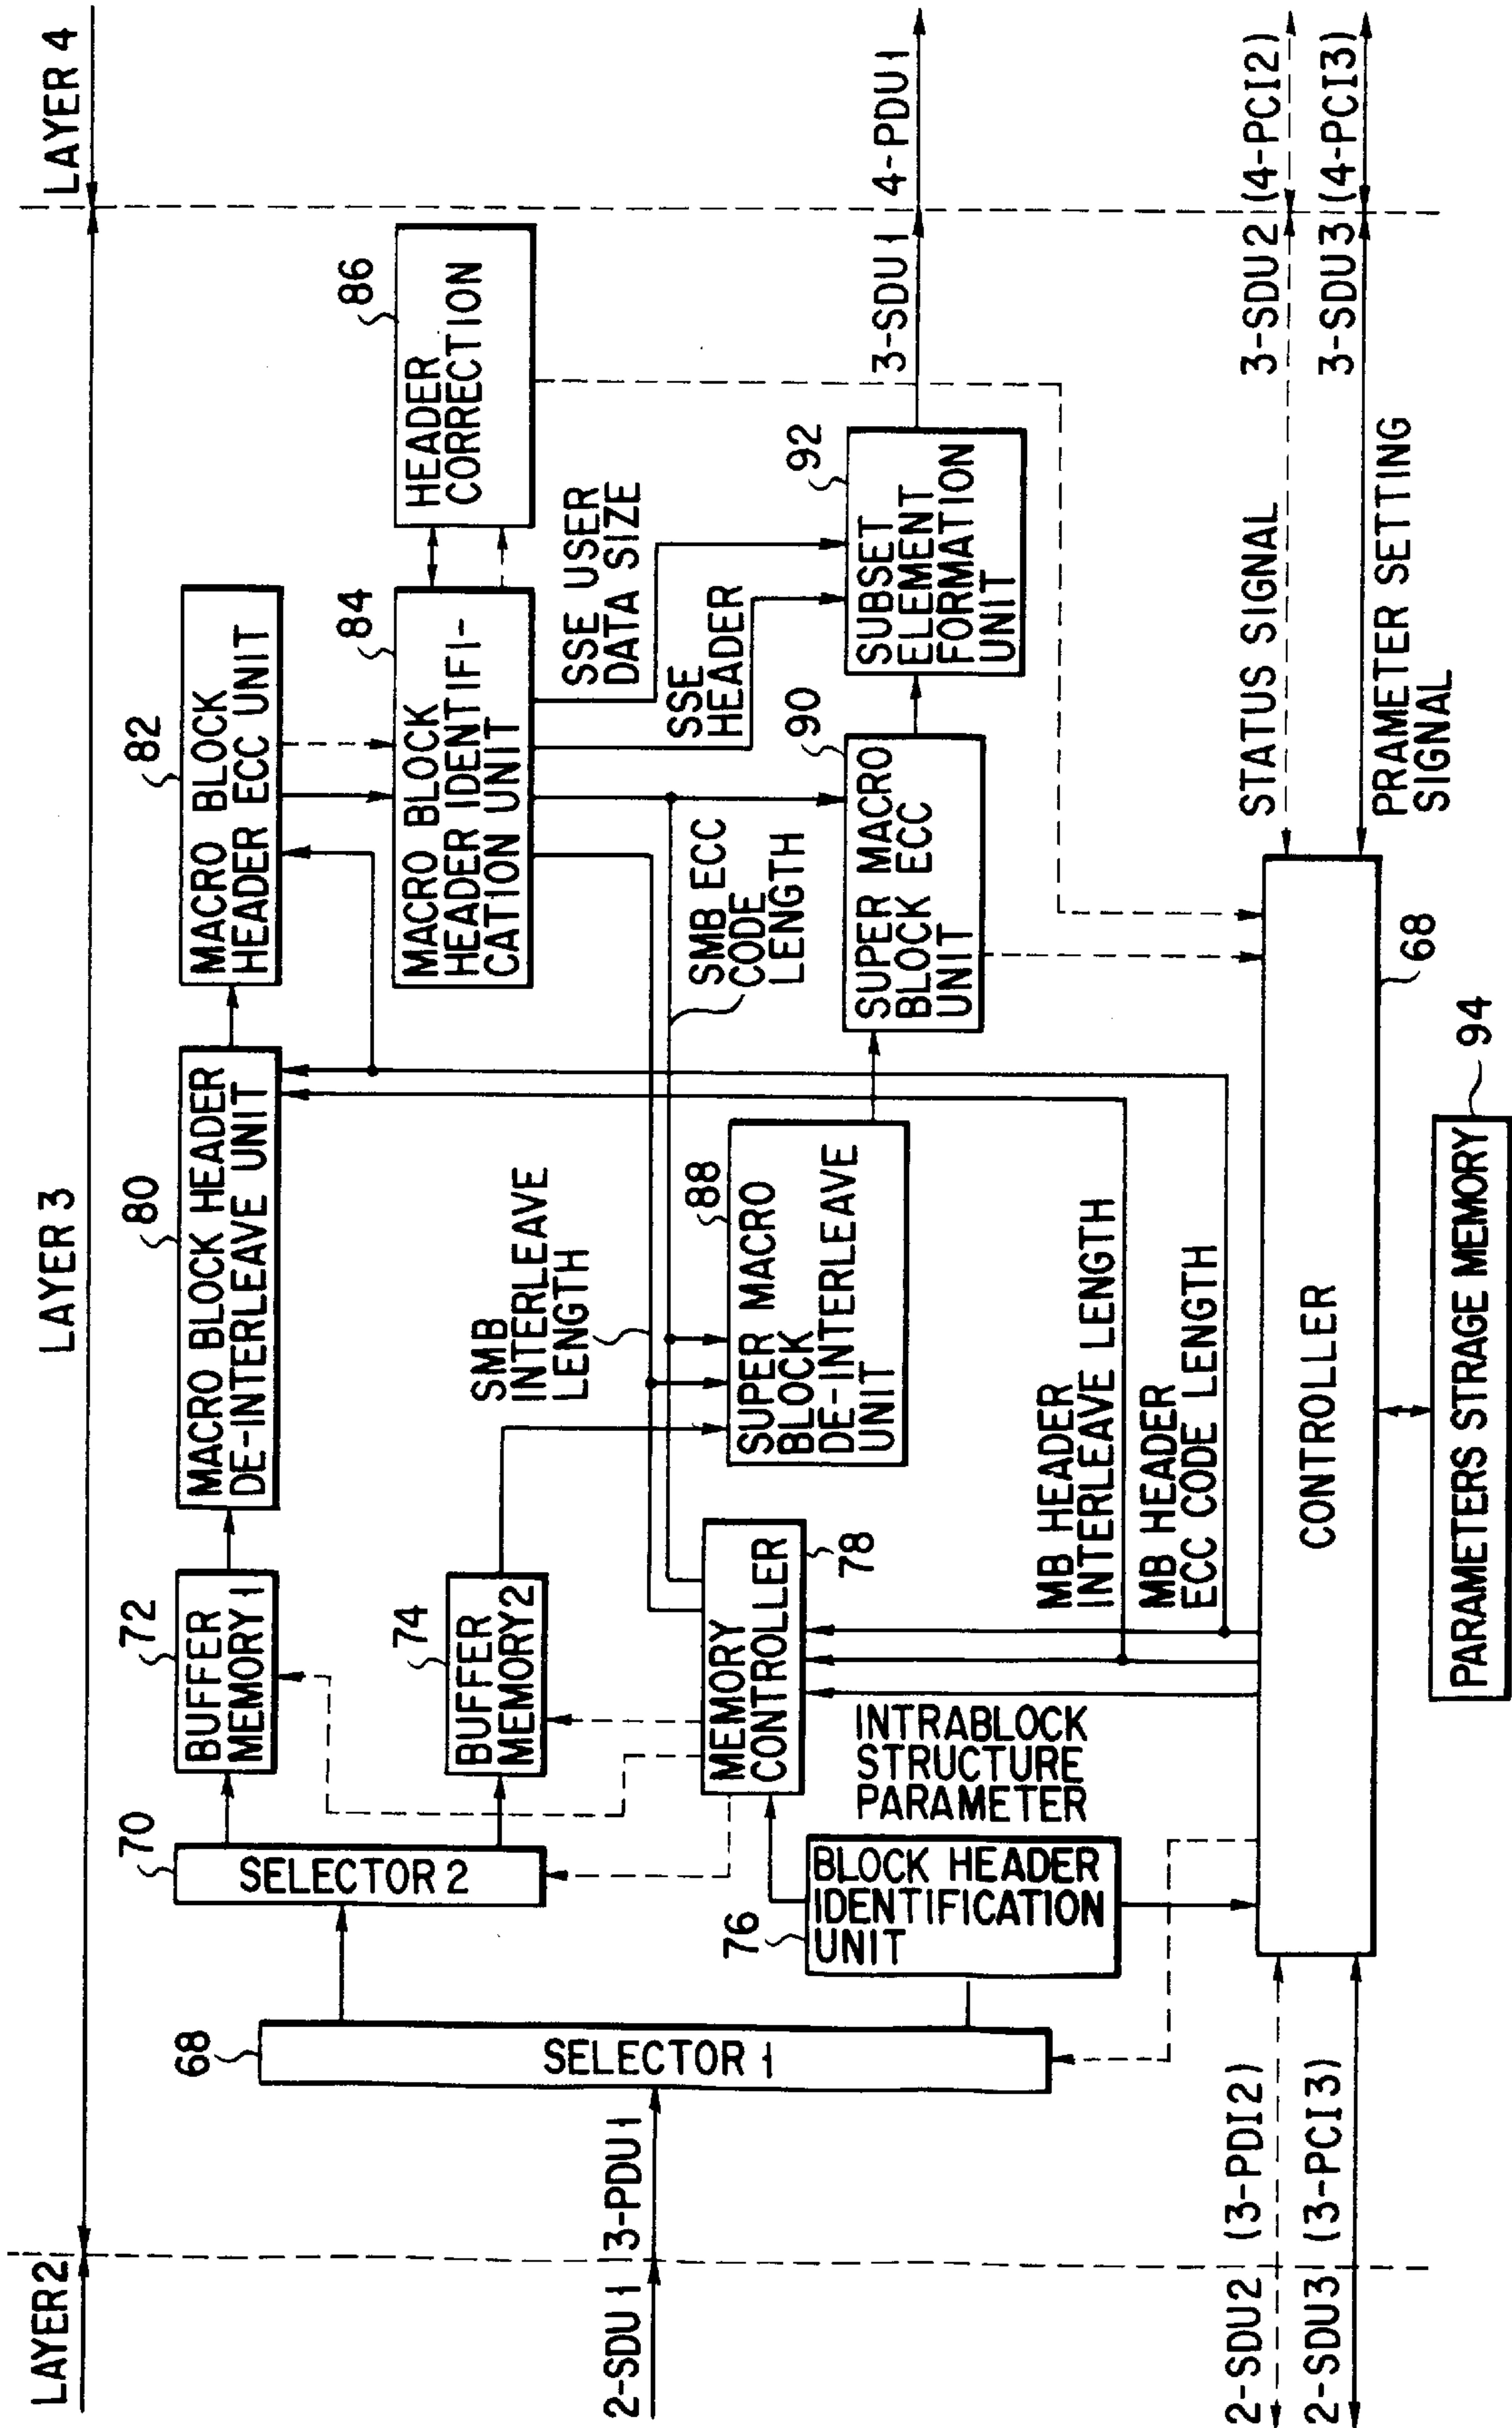 LAYER2
LAYER 3
LAYER 4
2-SDU1
3-PDU1
68
SELECTOR 1
70
SELECTOR 2
72
BUFFER
MEMORY 1
74
BUFFER
MEMORY2
76
BLOCK HEADER
IDENTIFICATION
UNIT
78
MEMORY
CONTROLLER
INTRABLOCK
STRUCTURE
PARAMETER
80
MACRO BLOCK HEADER
DE-INTERLEAVE UNIT
SMB
INTERLEAVE
LENGTH
88
SUPER MACRO
BLOCK
DE-INTERLEAVE
UNIT
MB HEADER
INTERLEAVE LENGTH
MB HEADER
ECC CODE LENGTH
82
MACRO BLOCK
HEADER ECC UNIT
84
MACRO BLOCK
HEADER IDENTIFI-
CATION UNIT
86
HEADER
CORRECTION
SSE USER
DATA SIZE
SSE
HEADER
SMB ECC
CODE
LENGTH
90
SUPER MACRO
BLOCK ECC
UNIT
92
SUBSET
ELEMENT
FORMATION
UNIT
3-SDU1
4-PDU1
STATUS SIGNAL
3-SDU2 (4-PCI2)
3-SDU3 (4-PCI3)
PRAMETER SETTING
SIGNAL
2-SDU2 (3-PDI2)
2-SDU3 (3-PCI3)
CONTROLLER
68
PARAMETERS STRAGE MEMORY
94